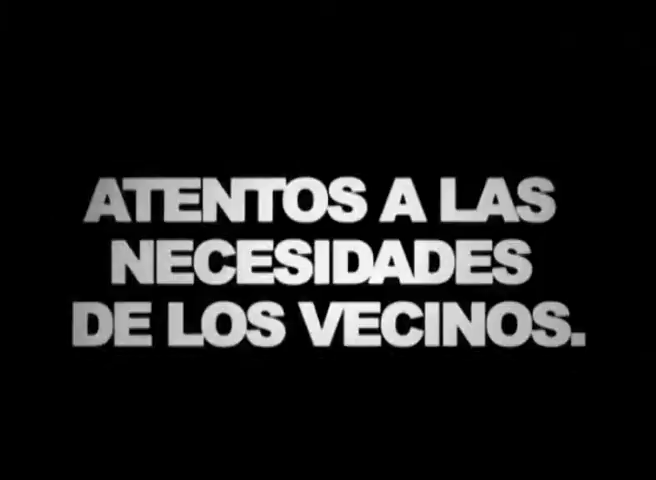 ATENTOS A LAS
NECESIDADES
DE LOS VECINOS.